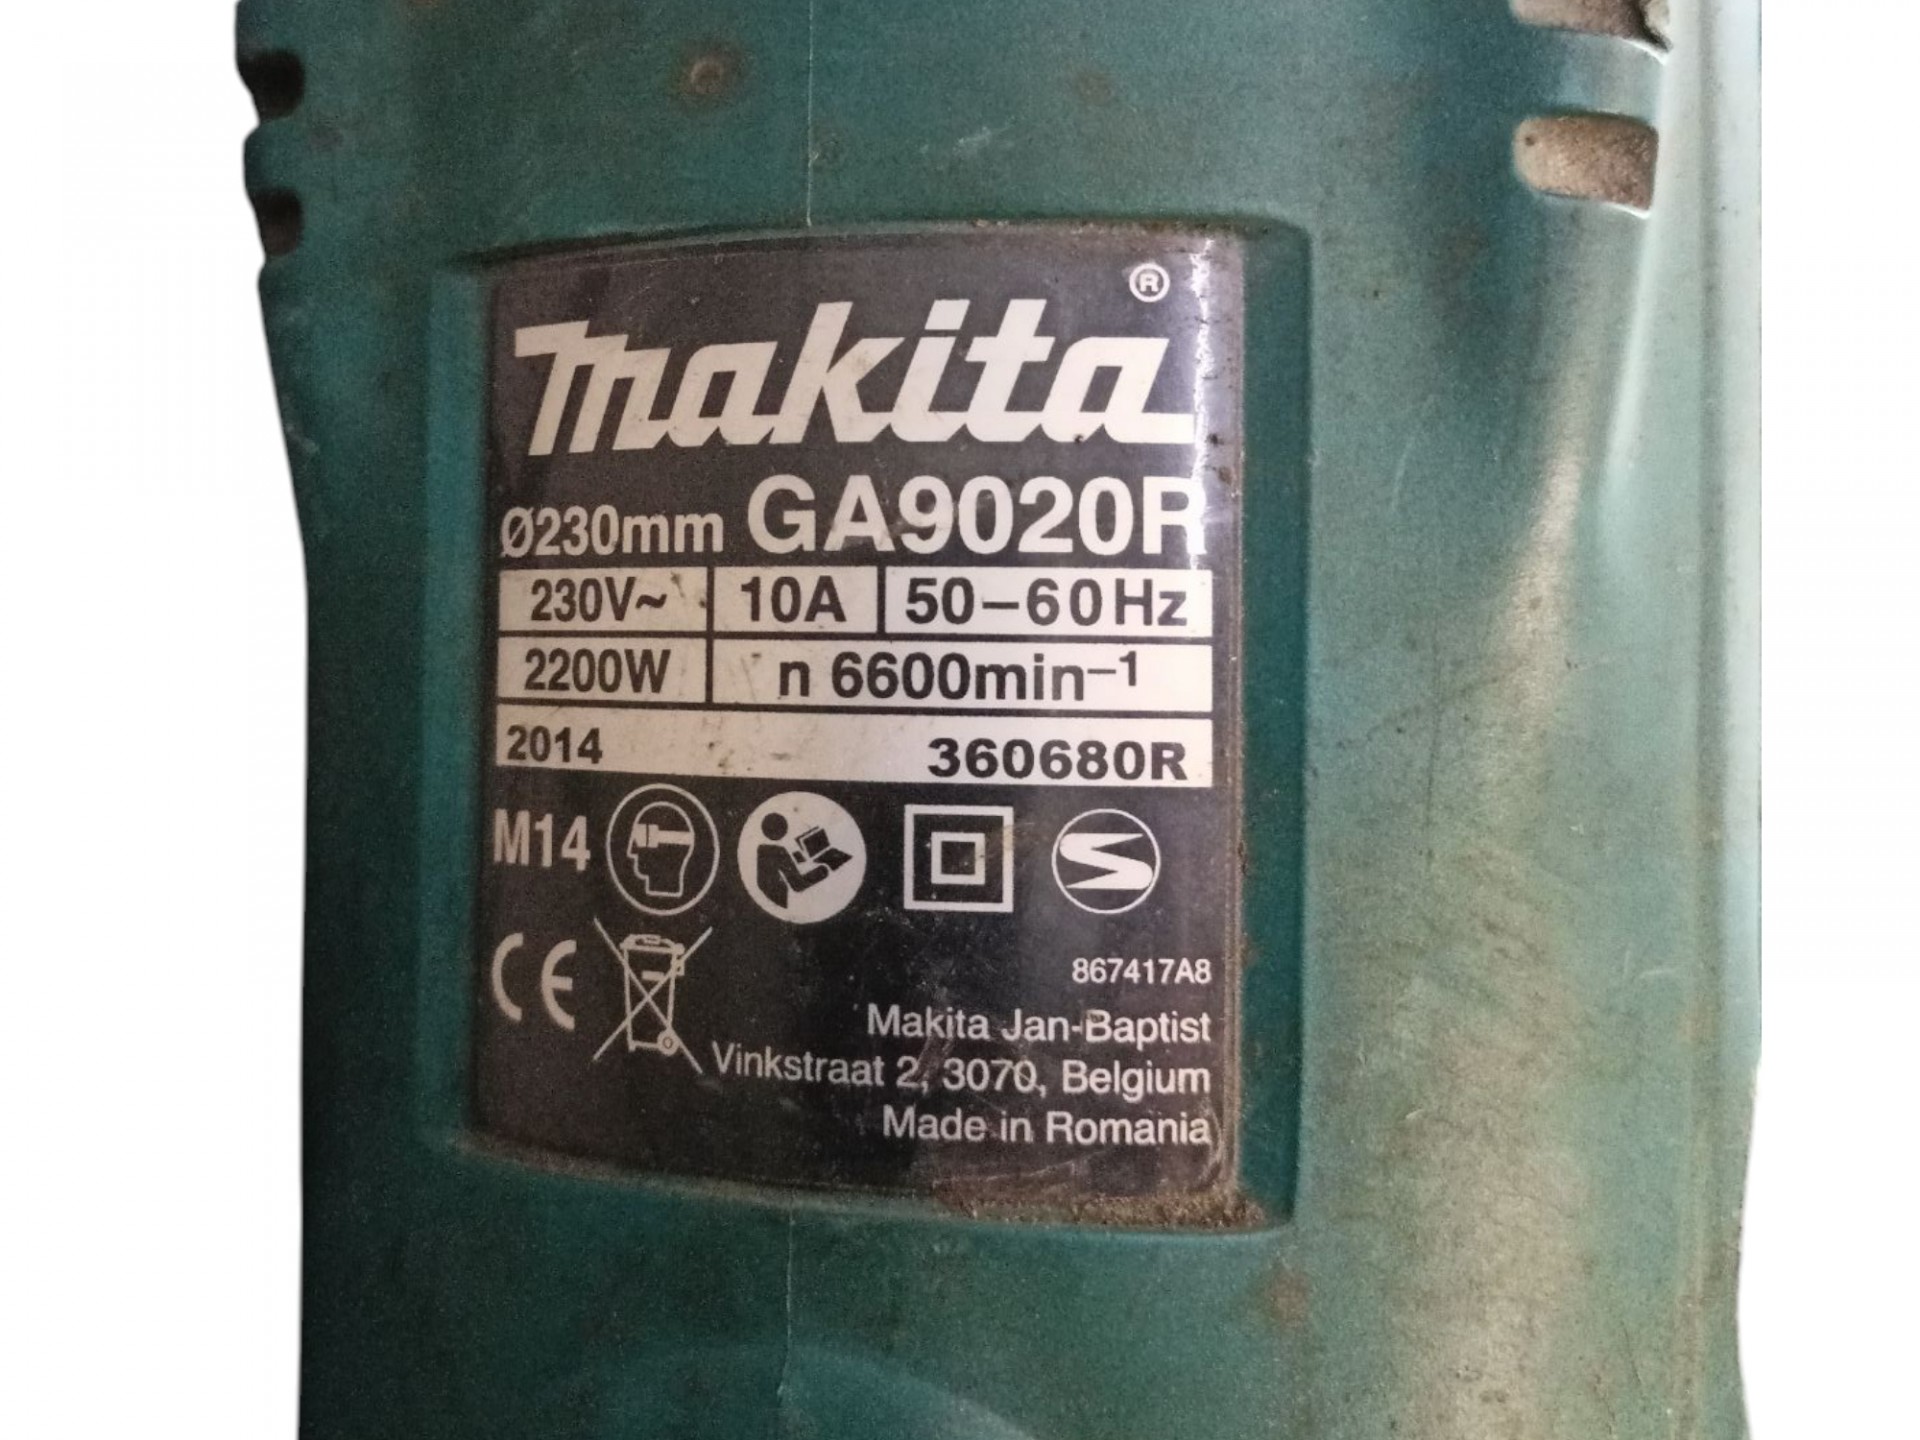 makita®
Ø230mm GA9020R
230V~ 10A 50–60Hz
2200W n 6600min⁻¹
2014 360680R
M14
CE
867417A8
Makita Jan-Baptist
Vinkstraat 2, 3070, Belgium
Made in Romania